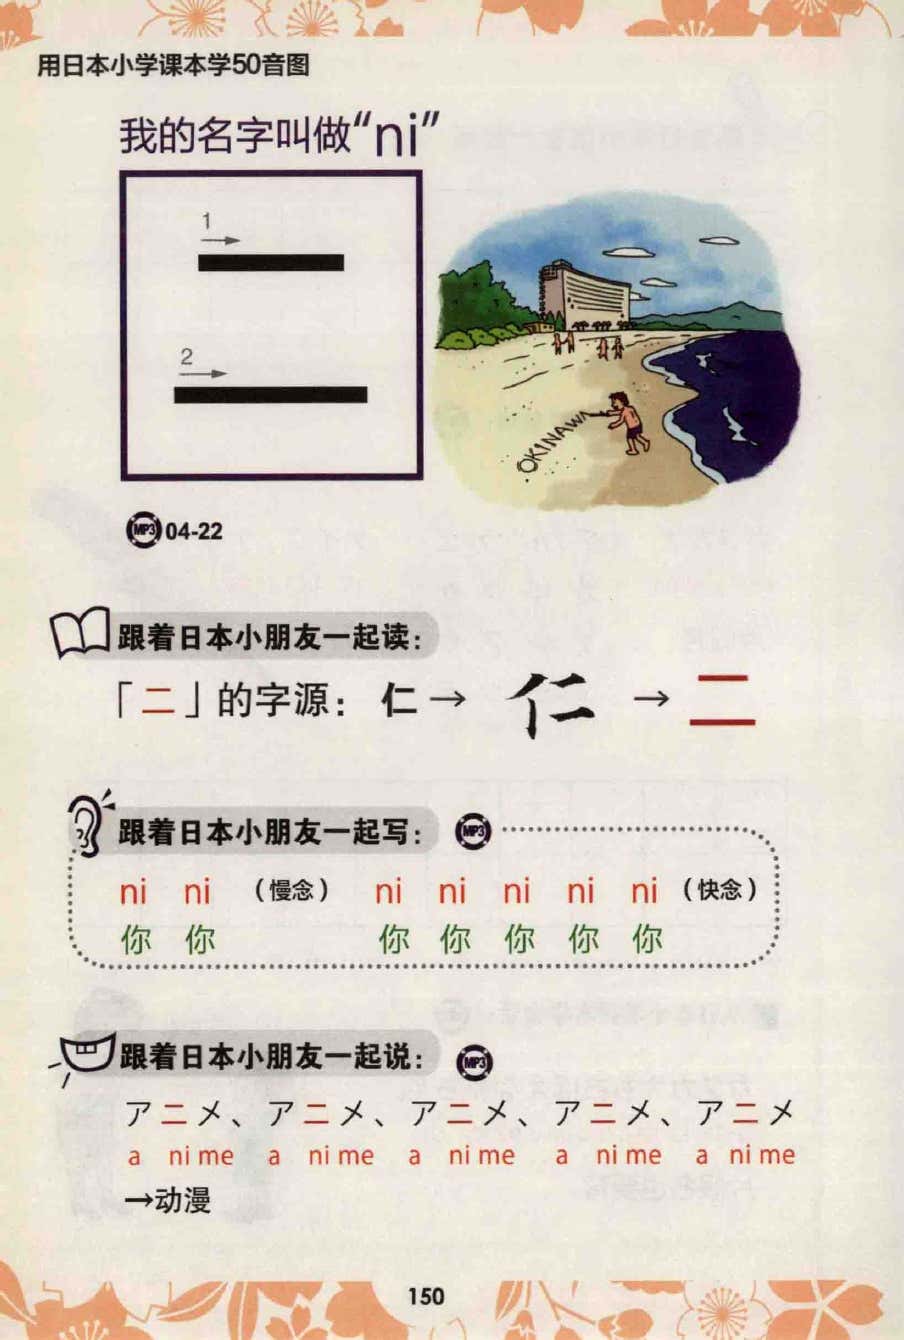 用日本小学课本学50音图
我的名字叫做“ni”
1
2
OKINAWA
MP3 04-22
跟着日本小朋友一起读：
「ニ」的字源：仁→仁→ニ
跟着日本小朋友一起写： MP3
ni ni （慢念） ni ni ni ni ni （快念）
你 你 你 你 你 你 你
跟着日本小朋友一起说： MP3
アニメ、アニメ、アニメ、アニメ、アニメ
a ni me a ni me a ni me a ni me a ni me
→动漫
150